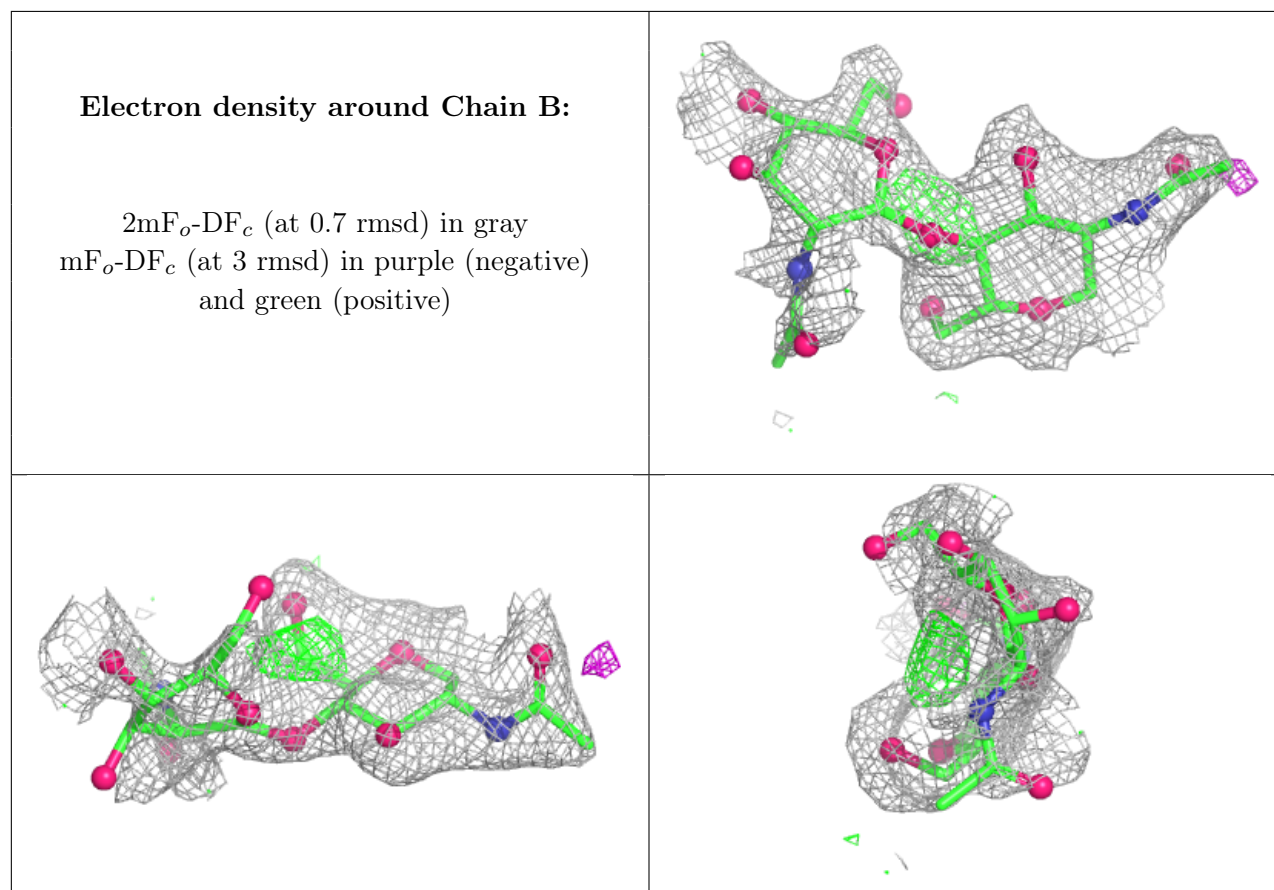 Electron density around Chain B:
2mFo-DFc (at 0.7 rmsd) in gray
mFo-DFc (at 3 rmsd) in purple (negative)
and green (positive)